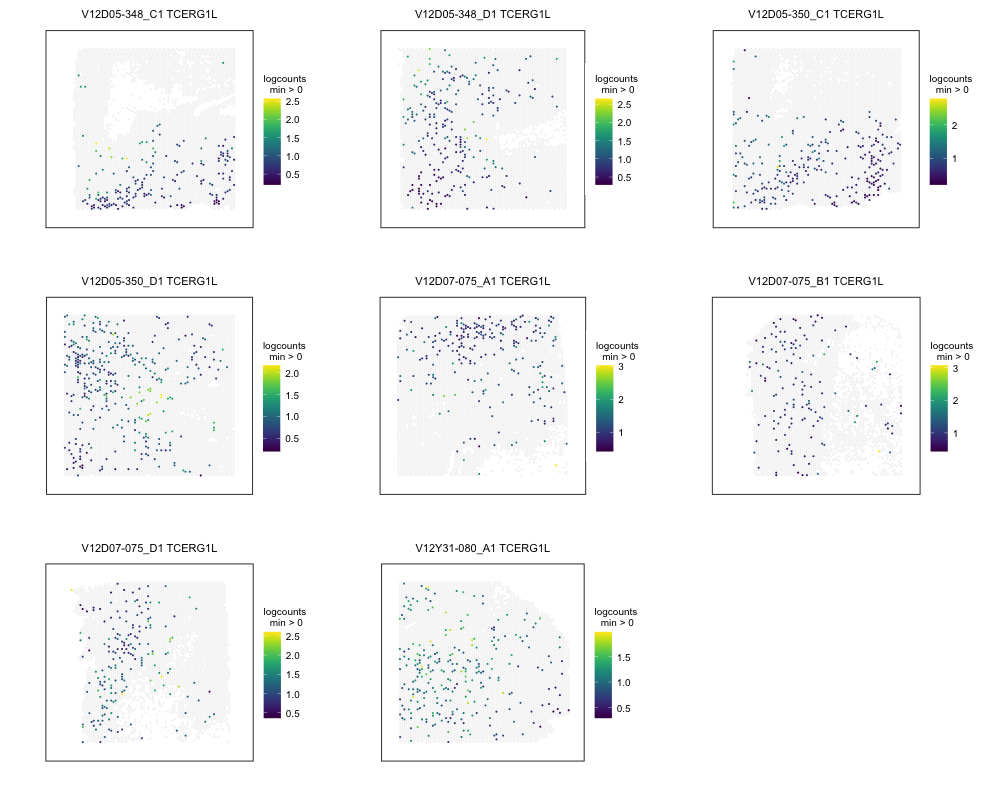 V12D05-348_C1 TCERG1L
logcounts
min > 0
2.5
2.0
1.5
1.0
0.5
V12D05-348_D1 TCERG1L
logcounts
min > 0
2.5
2.0
1.5
1.0
0.5
V12D05-350_C1 TCERG1L
logcounts
min > 0
2
1
V12D05-350_D1 TCERG1L
logcounts
min > 0
2.0
1.5
1.0
0.5
V12D07-075_A1 TCERG1L
logcounts
min > 0
3
2
1
V12D07-075_B1 TCERG1L
logcounts
min > 0
3
2
1
V12D07-075_D1 TCERG1L
logcounts
min > 0
2.5
2.0
1.5
1.0
0.5
V12Y31-080_A1 TCERG1L
logcounts
min > 0
1.5
1.0
0.5